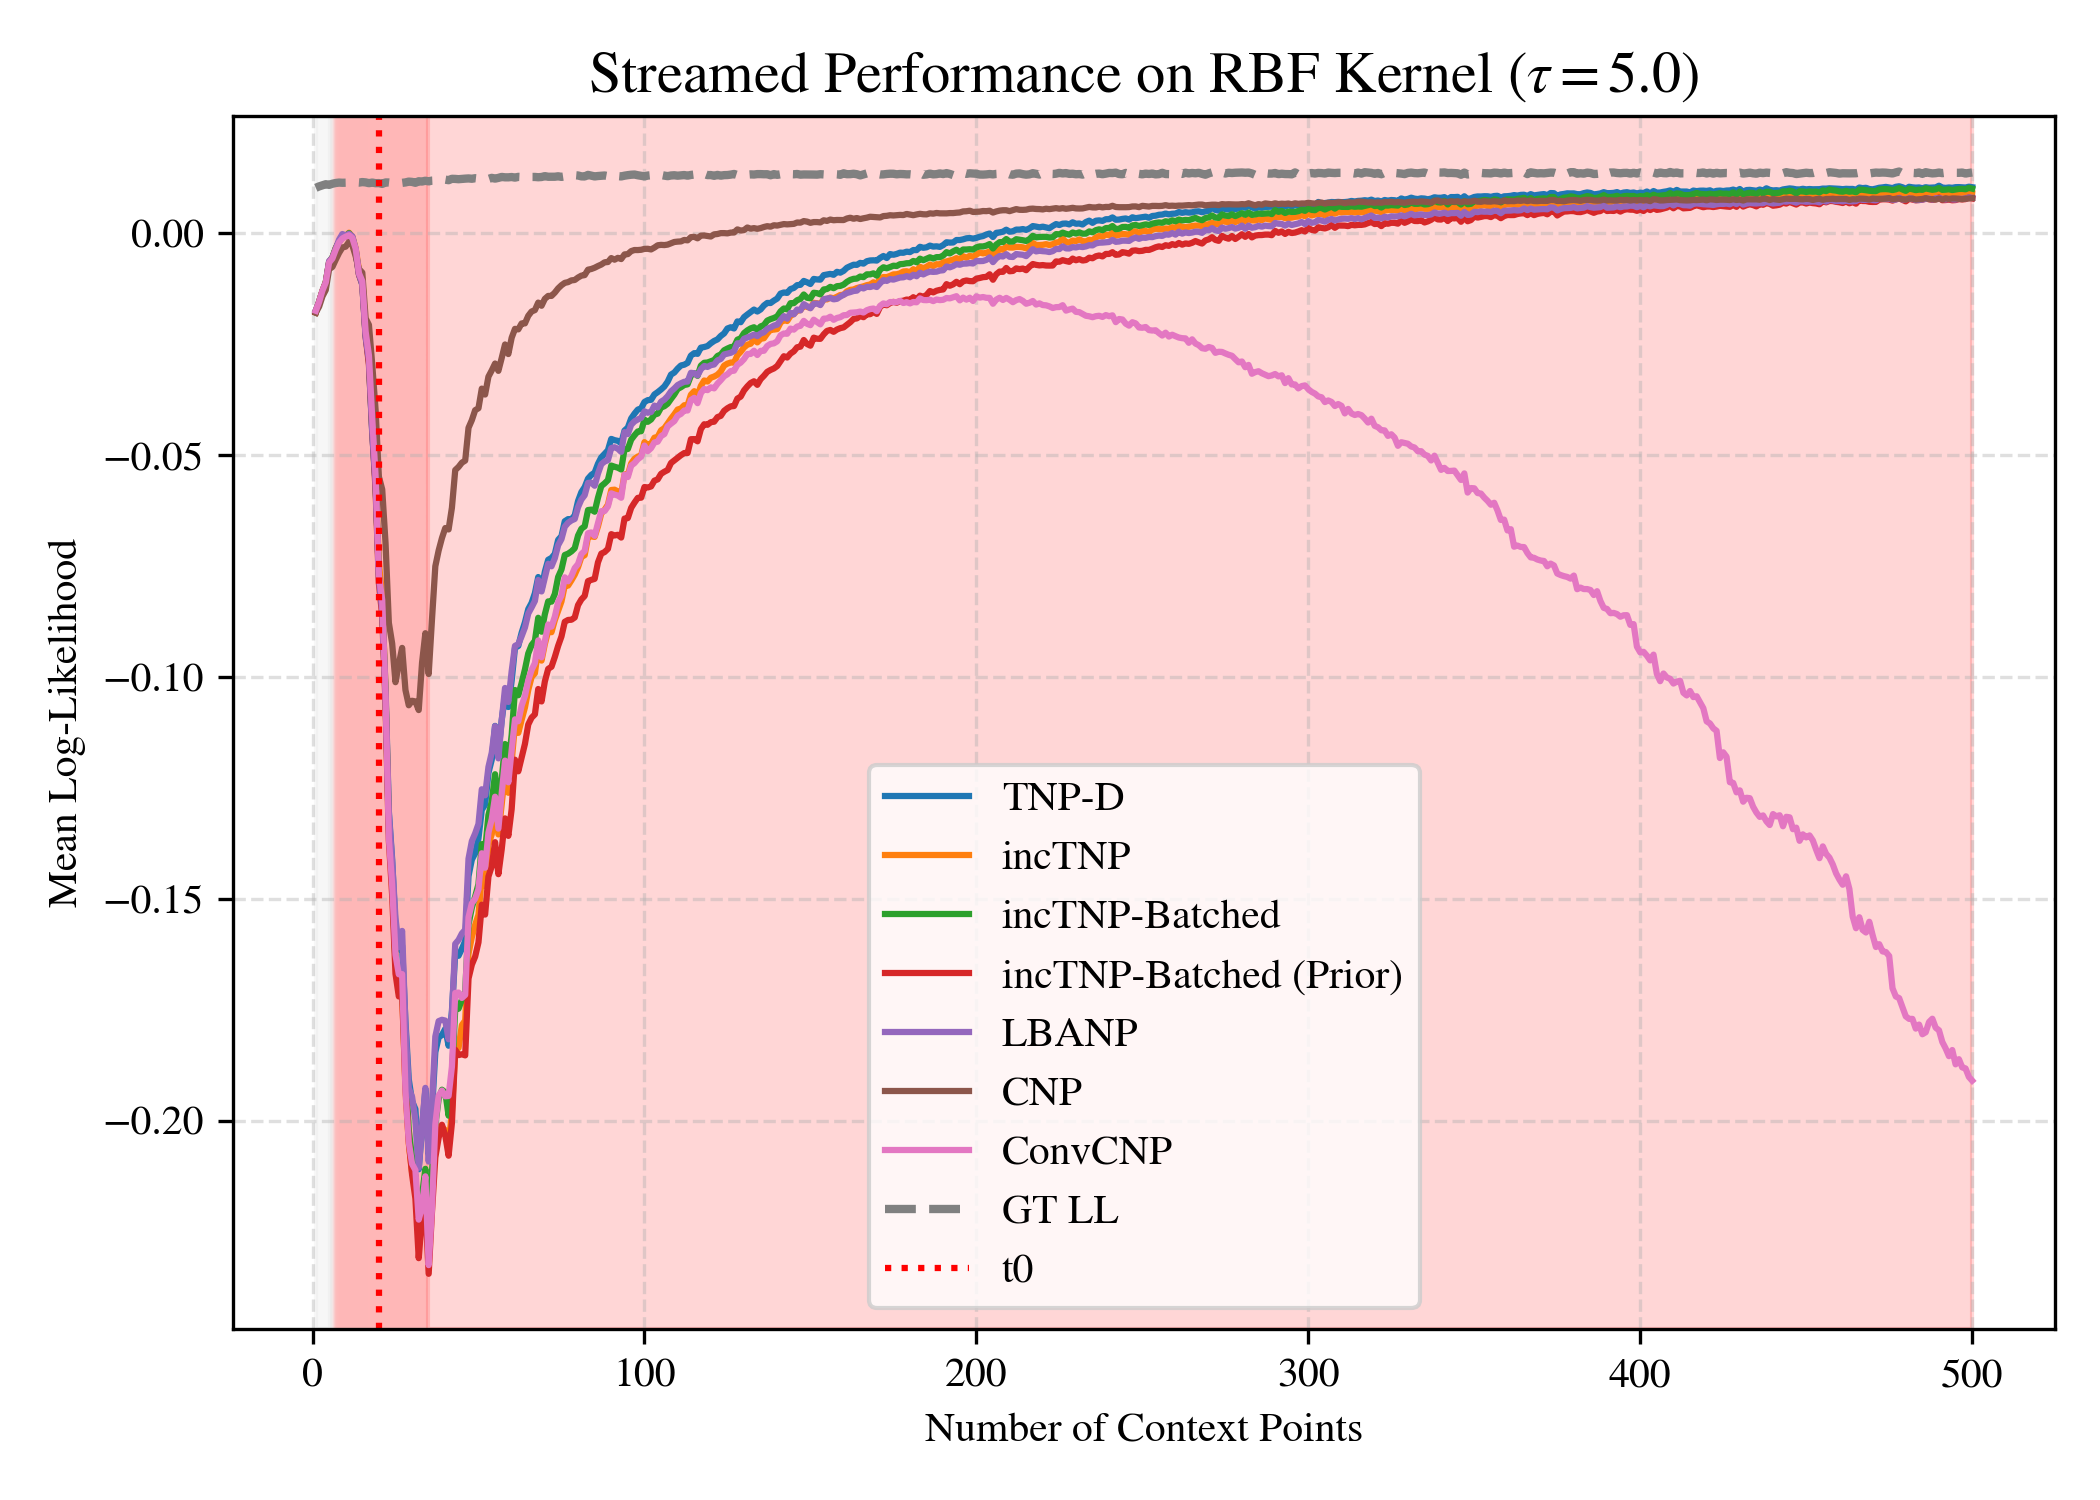 Streamed Performance on RBF Kernel (τ = 5.0)
Mean Log-Likelihood
0.00
−0.05
−0.10
−0.15
−0.20
TNP-D
incTNP
incTNP-Batched
incTNP-Batched (Prior)
LBANP
CNP
ConvCNP
GT LL
t0
0 100 200 300 400 500
Number of Context Points